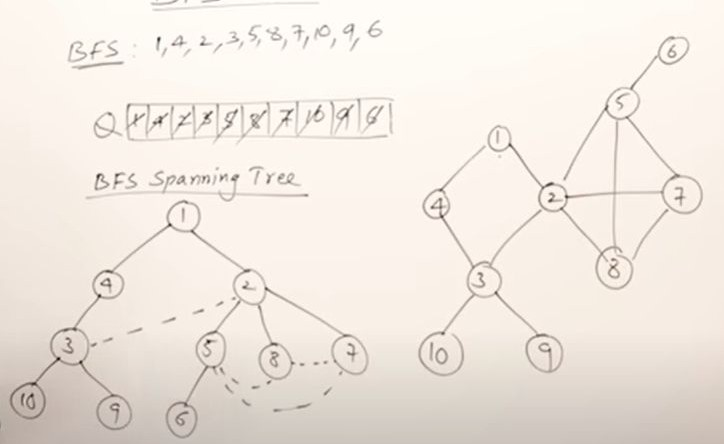 BFS : 1,4,2,3,5,8,7,10,9,6
Q 1 4 2 3 5 8 7 10 9 6
BFS Spanning Tree
1
4 2
3 5 8 7
10 9 6
6
5
1
4 2 7
3 8
10 9